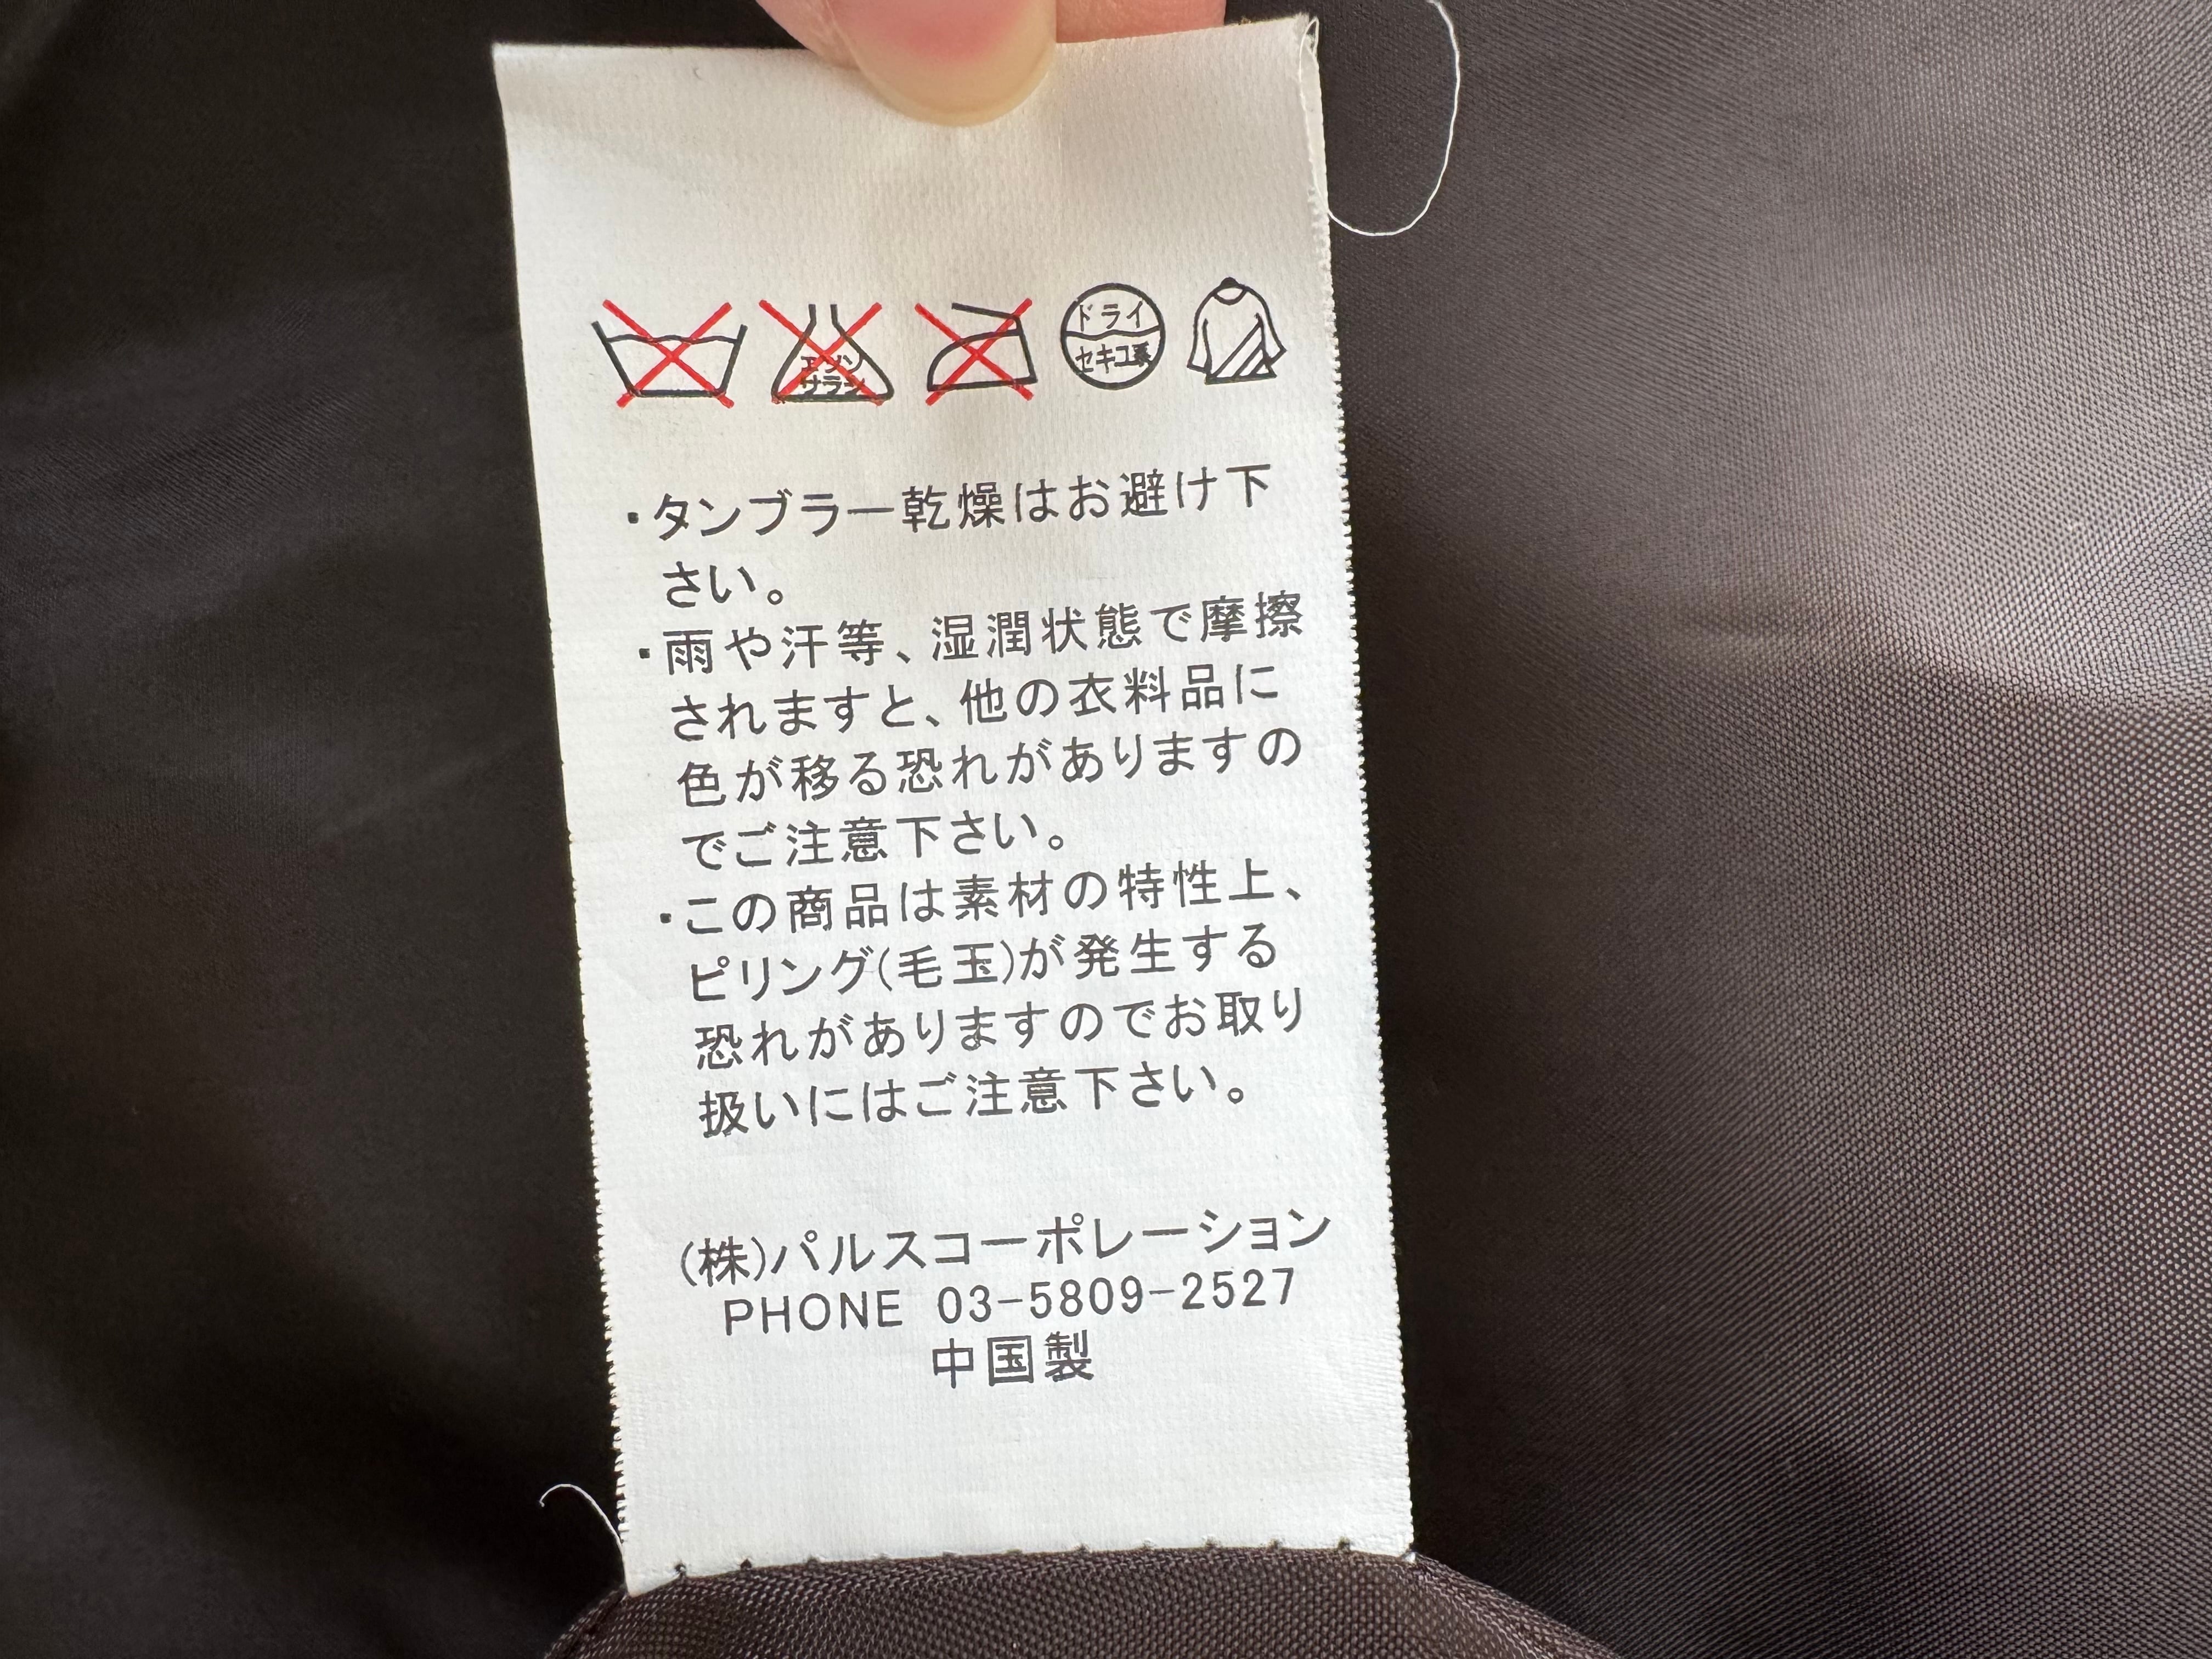 エンソ
サラシ
ドライ
セキユ系
・タンブラー乾燥はお避け下
さい。
・雨や汗等、湿潤状態で摩擦
されますと、他の衣料品に
色が移る恐れがありますの
でご注意下さい。
・この商品は素材の特性上、
ピリング(毛玉)が発生する
恐れがありますのでお取り
扱いにはご注意下さい。
(株)パルスコーポレーション
PHONE 03-5809-2527
中国製